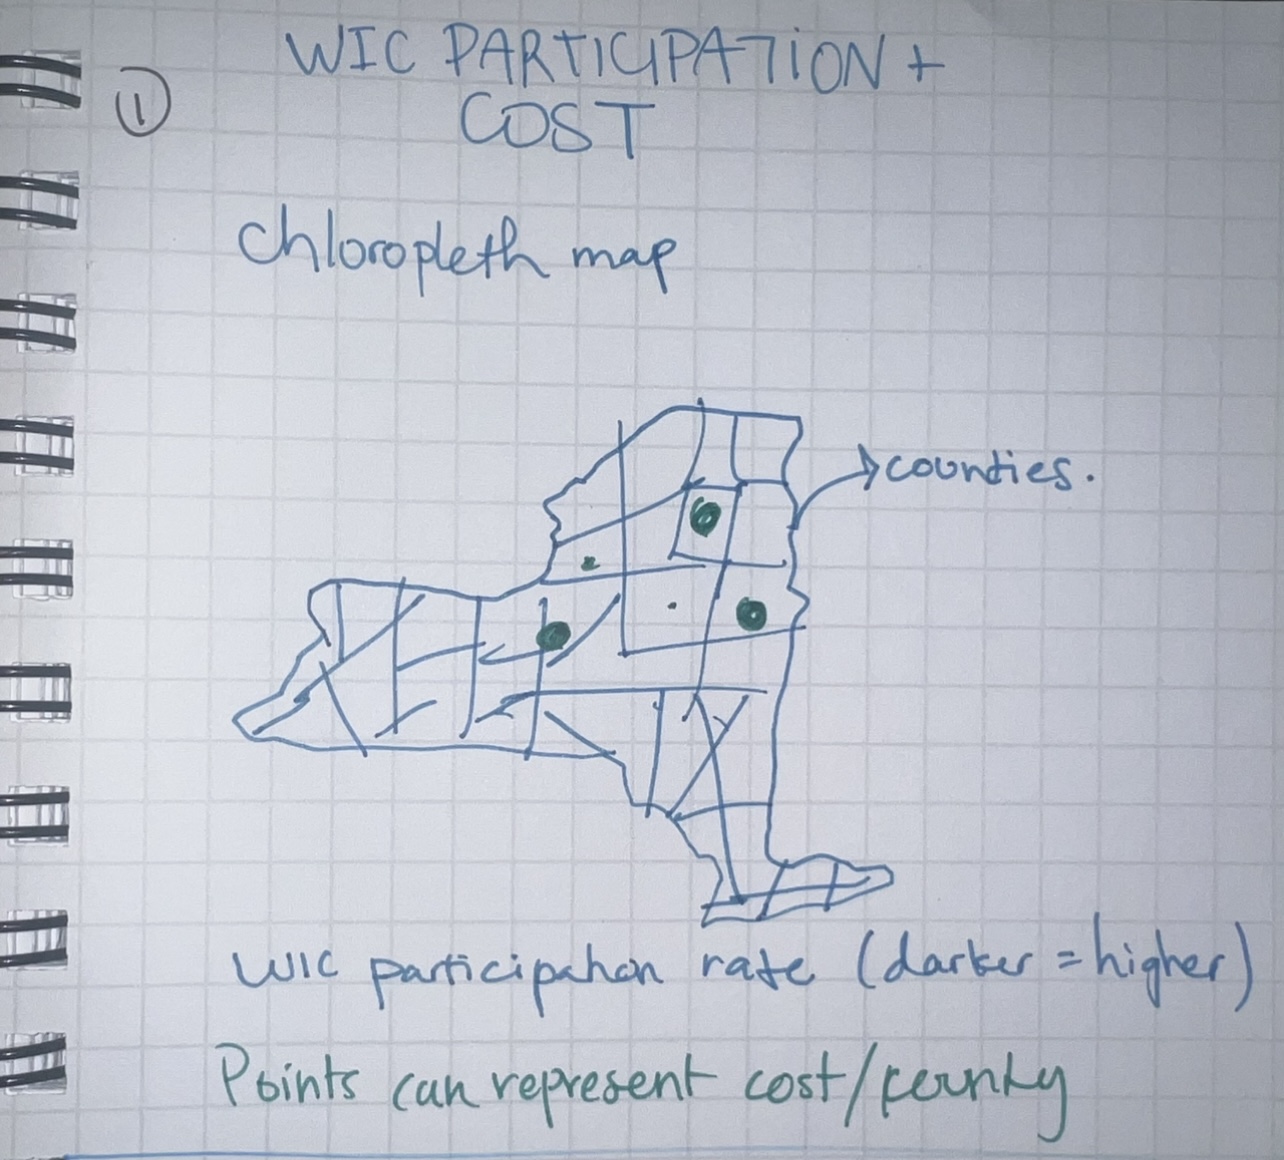 ①
WIC PARTICIPATION +
COST
Chloropleth map
counties.
WIC participation rate (darker = higher)
Points can represent cost/county